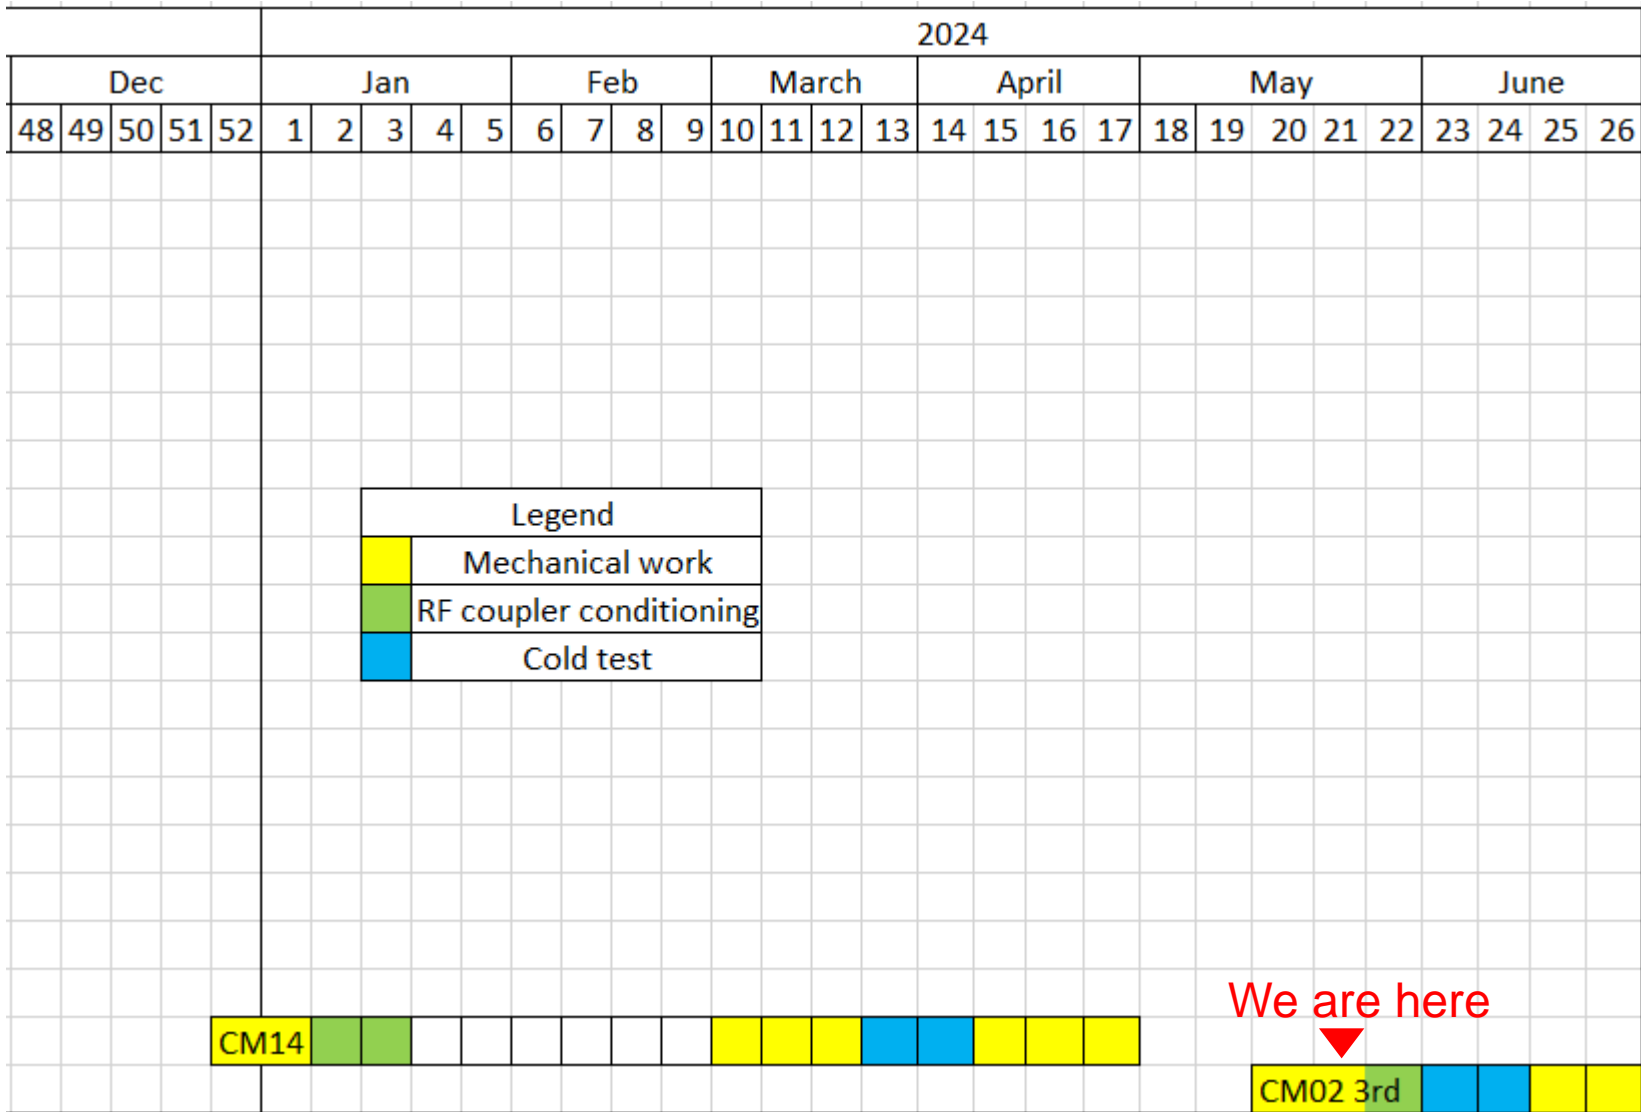 2024
Dec Jan Feb March April May June
48 49 50 51 52 1 2 3 4 5 6 7 8 9 10 11 12 13 14 15 16 17 18 19 20 21 22 23 24 25 26
Legend
Mechanical work
RF coupler conditioning
Cold test
We are here
CM14
CM02 3rd